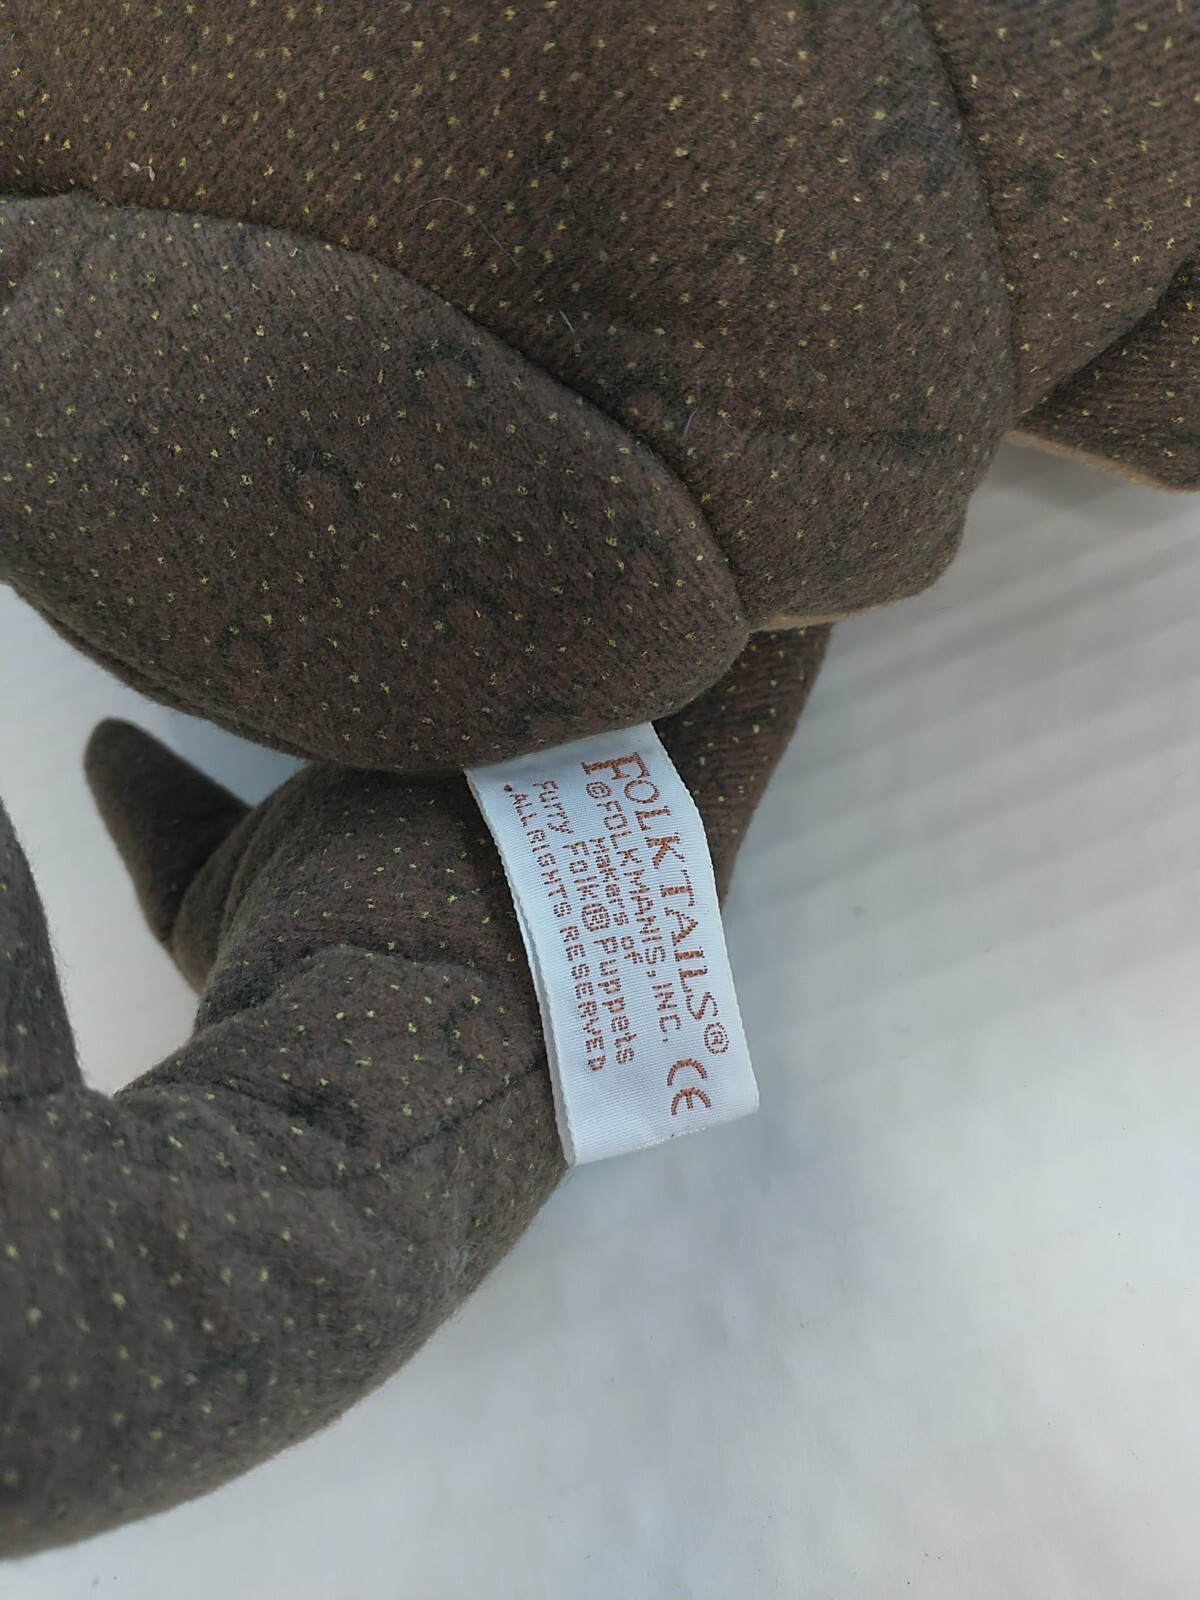 FOLKTAILS® CE
©FOLKMANIS, INC.
Makers of
Furry Folk® Puppets
•ALL RIGHTS RESERVED